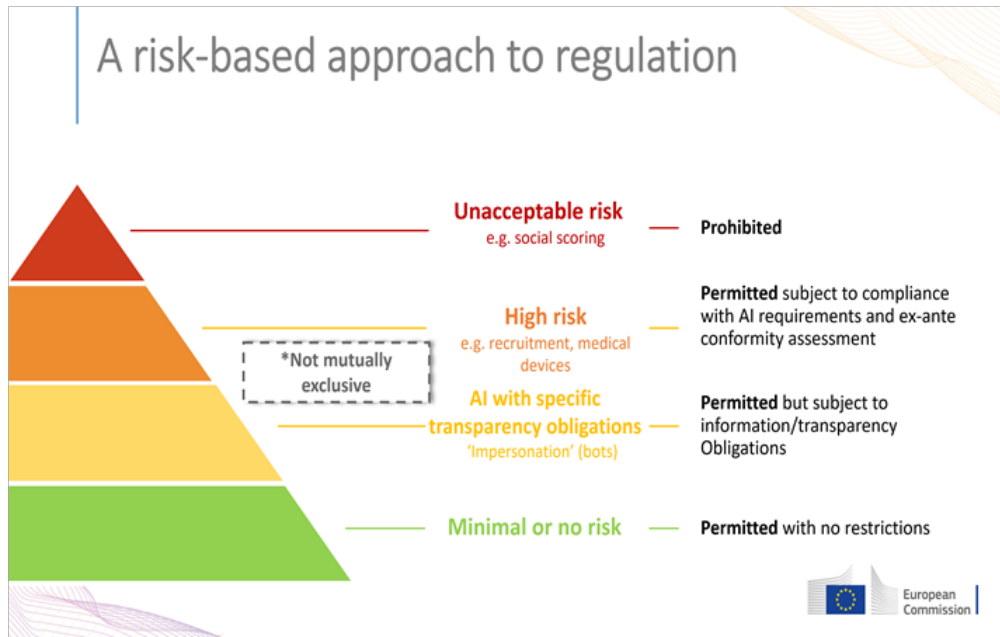 A risk-based approach to regulation
Unacceptable risk
e.g. social scoring
Prohibited
High risk
e.g. recruitment, medical
devices
Permitted subject to compliance
with AI requirements and ex-ante
conformity assessment
*Not mutually
exclusive
AI with specific
transparency obligations
'Impersonation' (bots)
Permitted but subject to
information/transparency
Obligations
Minimal or no risk
Permitted with no restrictions
European
Commission